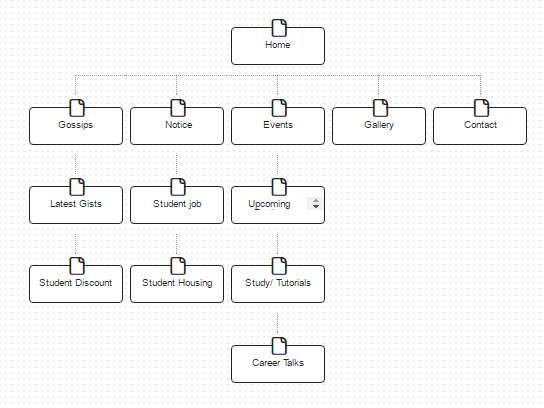 Home
Gossips
Notice
Events
Gallery
Contact
Latest Gists
Student job
Upcoming
Student Discount
Student Housing
Study/ Tutorials
Career Talks